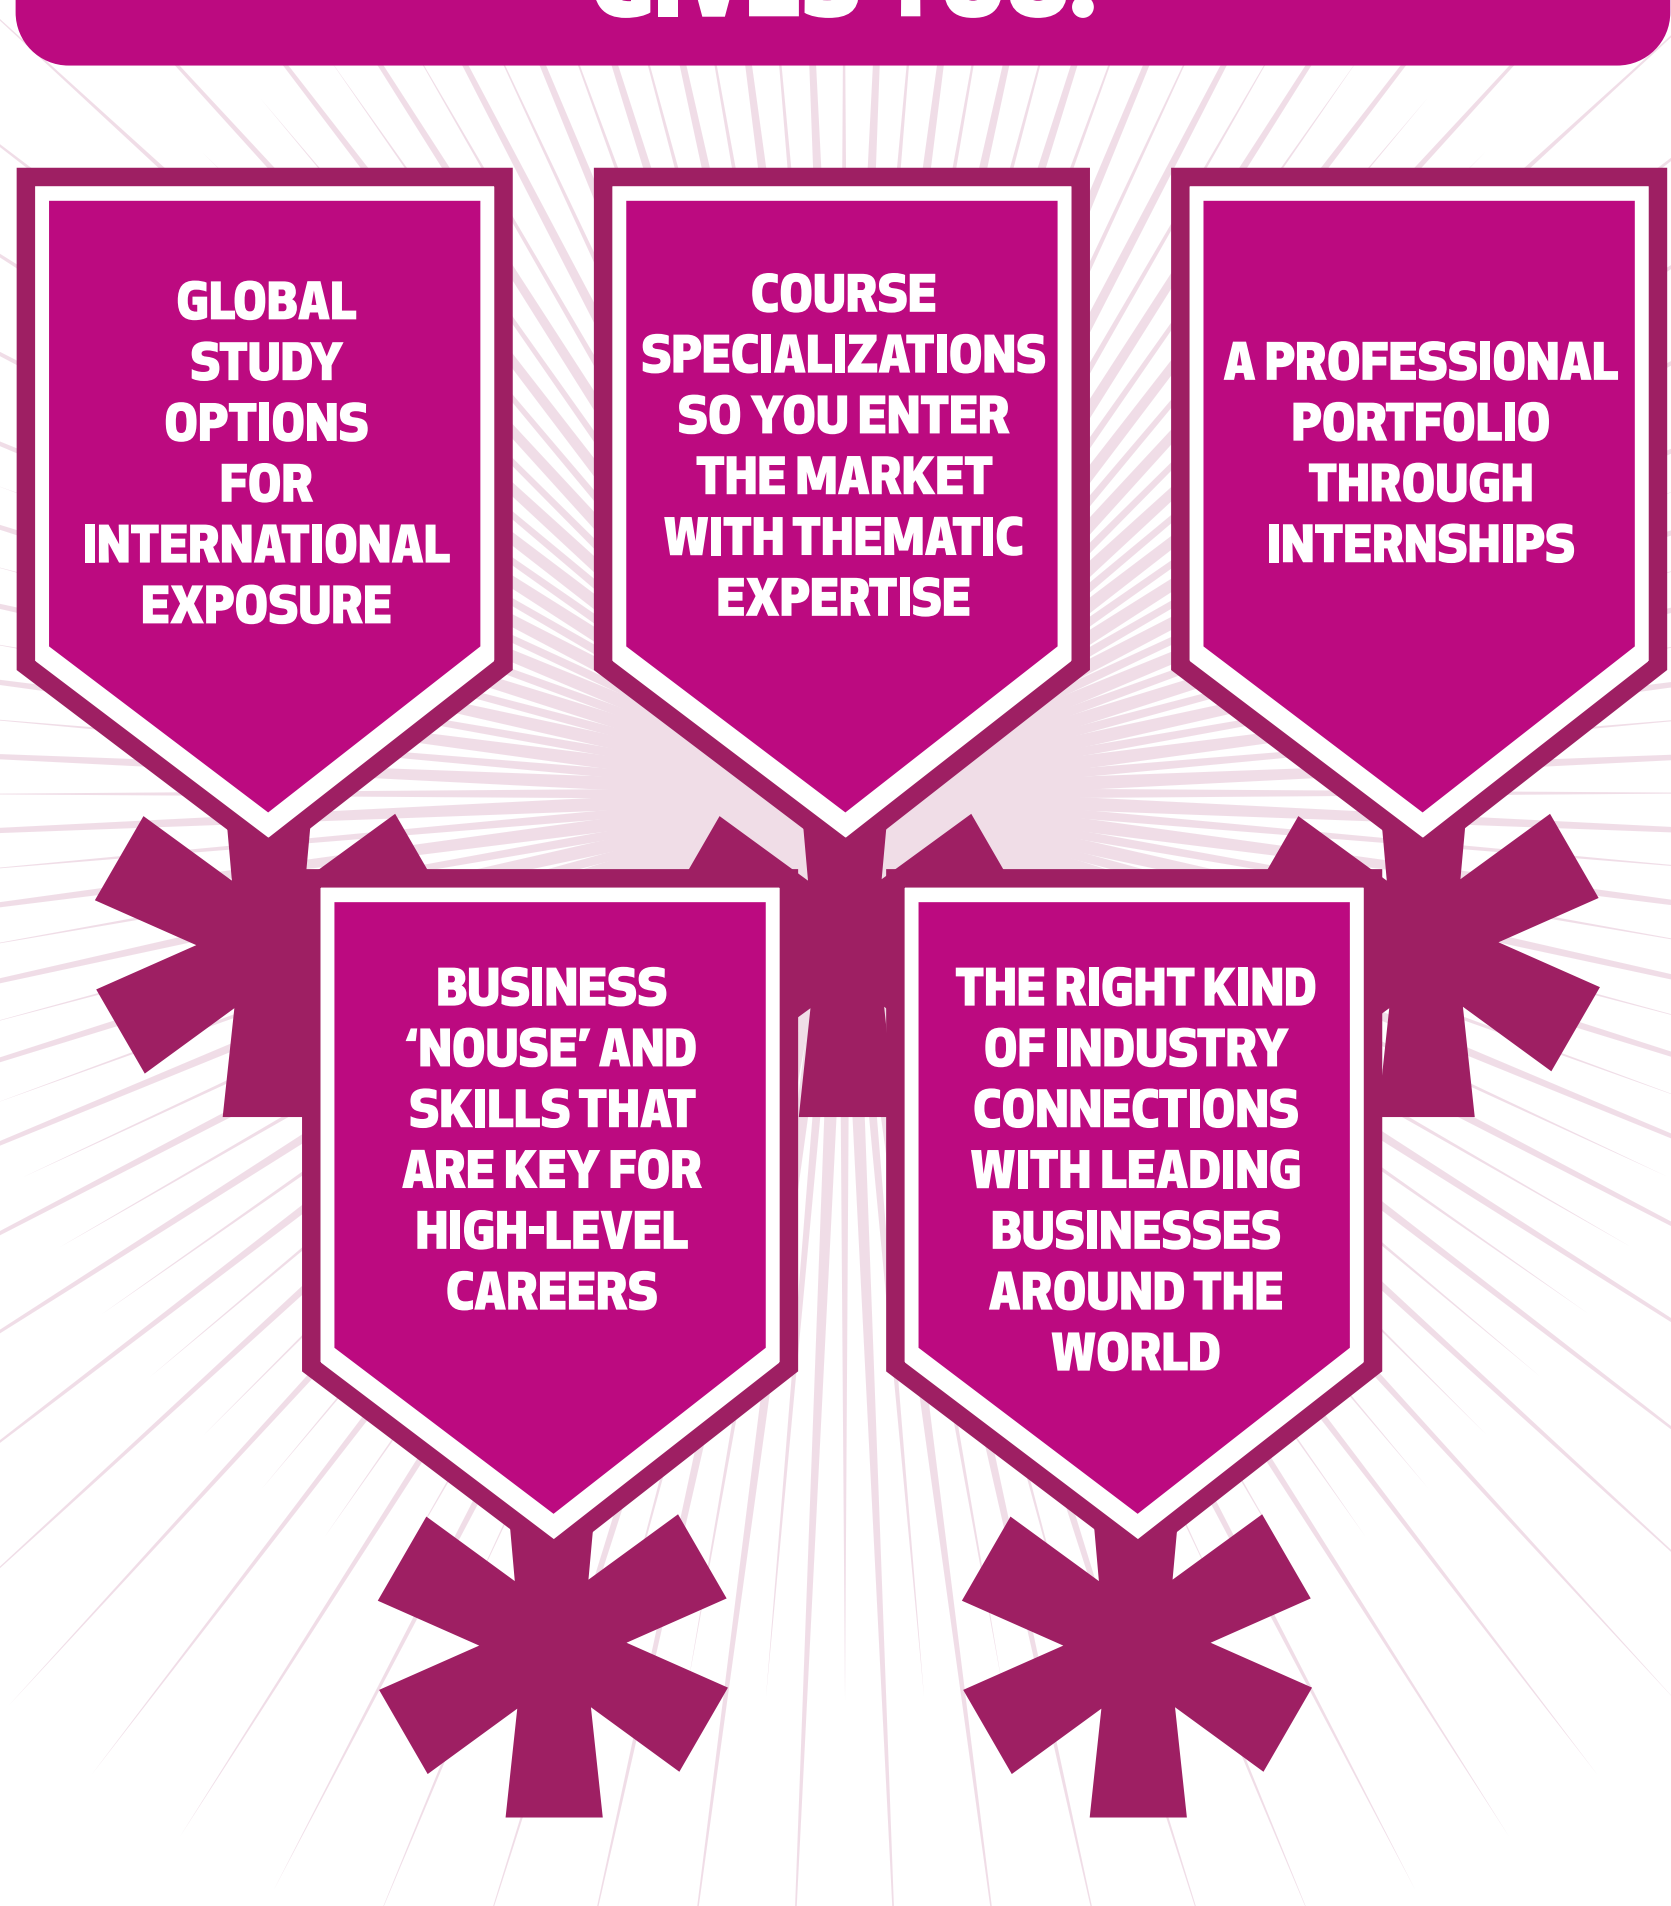 GIVES YOU:
GLOBAL
STUDY
OPTIONS
FOR
INTERNATIONAL
EXPOSURE
COURSE
SPECIALIZATIONS
SO YOU ENTER
THE MARKET
WITH THEMATIC
EXPERTISE
A PROFESSIONAL
PORTFOLIO
THROUGH
INTERNSHIPS
BUSINESS
‘NOUSE’ AND
SKILLS THAT
ARE KEY FOR
HIGH-LEVEL
CAREERS
THE RIGHT KIND
OF INDUSTRY
CONNECTIONS
WITH LEADING
BUSINESSES
AROUND THE
WORLD